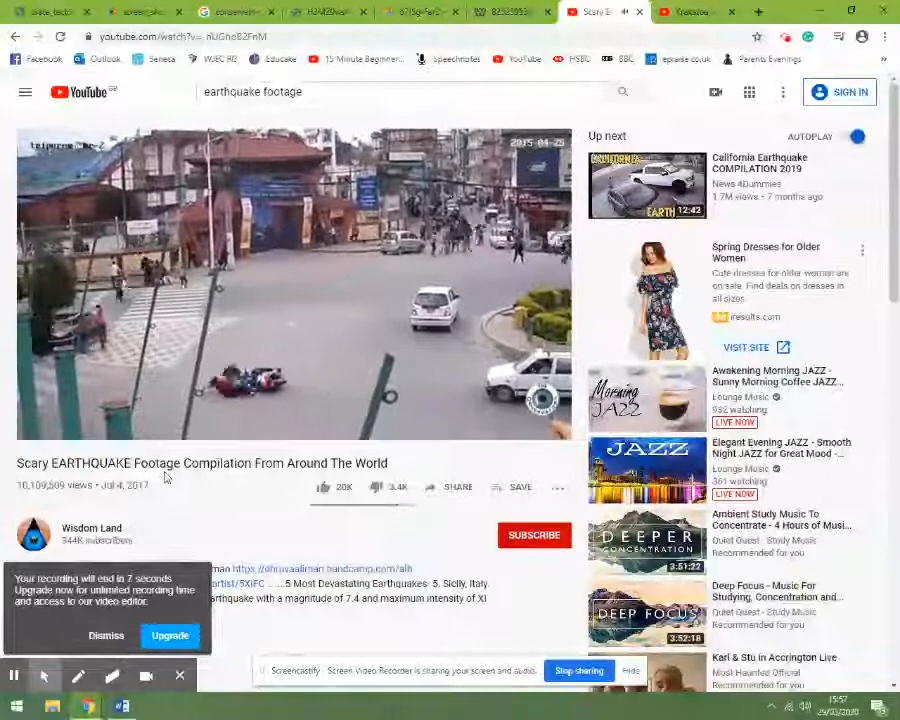 youtube.com/watch?v=
Facebook
Outlook
Seneca
WJEC RG
Educake
15 Minute Beginner...
Speechnotes
YouTube
HSBC
BBC
epraise.co.uk
Parents Evenings
YouTube GB
earthquake footage
SIGN IN
2015-04-25
Up next
AUTOPLAY
California Earthquake
COMPILATION 2019
News 4Dummies
1.7M views • 7 months ago
CALIFORNIA
EARTH
12:42
Spring Dresses for Older
Women
Cute dresses for older women are
on sale. Find deals on dresses in
all sizes.
Ad iresults.com
VISIT SITE
Morning
JAZZ
Awakening Morning JAZZ -
Sunny Morning Coffee JAZZ...
Lounge Music
932 watching
LIVE NOW
JAZZ
Elegant Evening JAZZ - Smooth
Night JAZZ for Great Mood -...
Lounge Music
361 watching
LIVE NOW
DEEPER
CONCENTRATION
3:51:22
Ambient Study Music To
Concentrate - 4 Hours of Musi...
Quiet Quest - Study Music
Recommended for you
DEEP FOCUS
3:52:18
Deep Focus - Music For
Studying, Concentration and...
Quiet Quest - Study Music
Recommended for you
Karl & Stu in Accrington Live
Most Haunted Official
Recommended for you
Scary EARTHQUAKE Footage Compilation From Around The World
10,109,509 views • Jul 4, 2017
20K
3.4K
SHARE
SAVE
Wisdom Land
344K subscribers
SUBSCRIBE
5 Most Devastating Earthquakes- 5. Sicily, Italy.
with a magnitude of 7.4 and maximum intensity of XI
Your recording will end in 7 seconds
Upgrade now for unlimited recording time
and access to our video editor.
Dismiss
Upgrade
Screencastify - Screen Video Recorder is sharing your screen and audio.
Stop sharing
Hide
15:57
29/03/2020